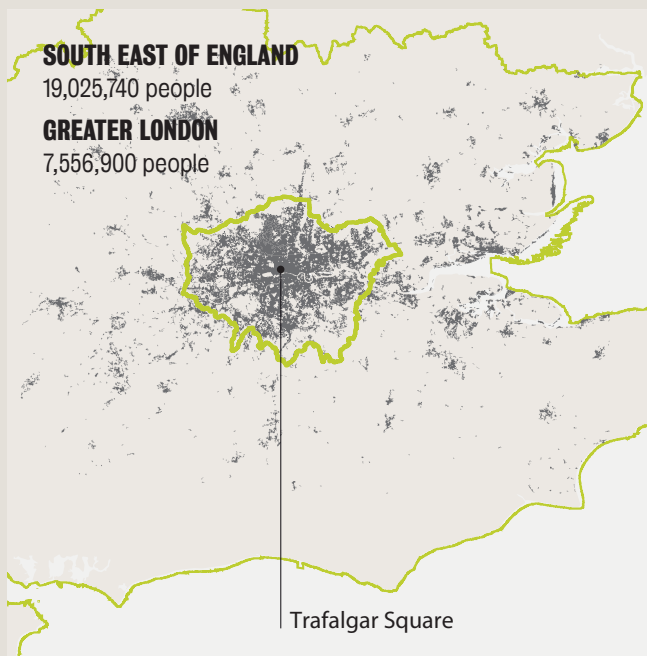 SOUTH EAST OF ENGLAND
19,025,740 people
GREATER LONDON
7,556,900 people
Trafalgar Square